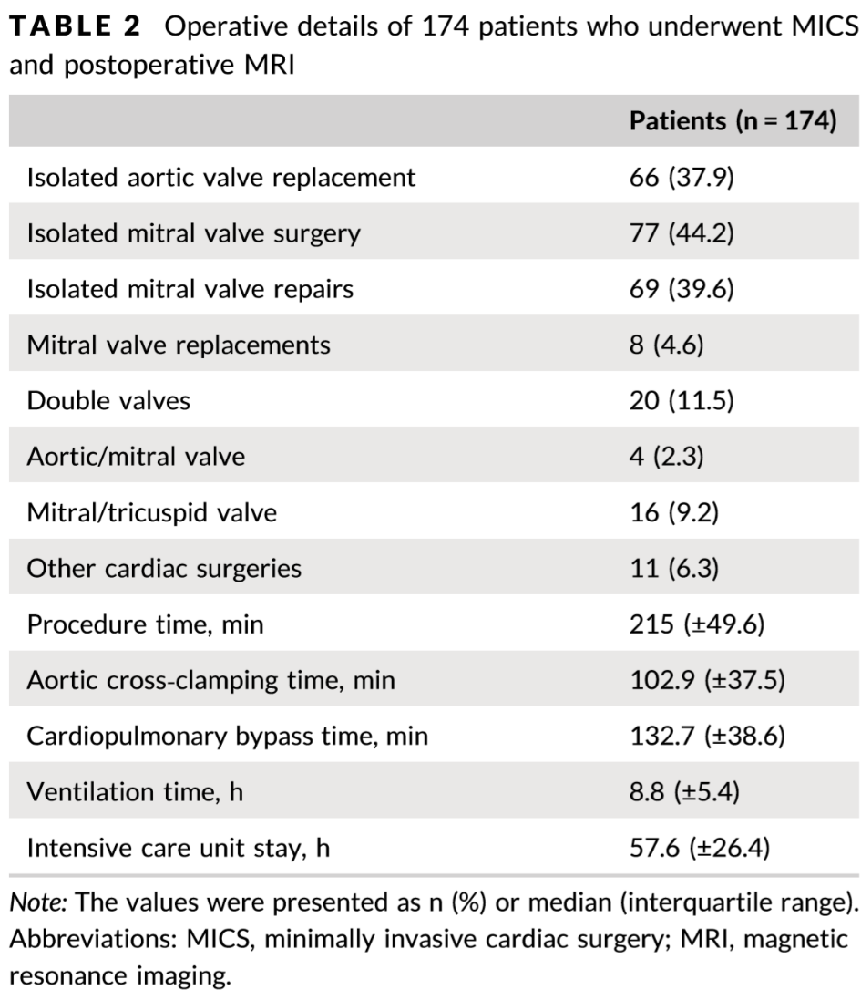 TABLE 2 Operative details of 174 patients who underwent MICS
and postoperative MRI
Patients (n = 174)
Isolated aortic valve replacement 66 (37.9)
Isolated mitral valve surgery 77 (44.2)
Isolated mitral valve repairs 69 (39.6)
Mitral valve replacements 8 (4.6)
Double valves 20 (11.5)
Aortic/mitral valve 4 (2.3)
Mitral/tricuspid valve 16 (9.2)
Other cardiac surgeries 11 (6.3)
Procedure time, min 215 (±49.6)
Aortic cross-clamping time, min 102.9 (±37.5)
Cardiopulmonary bypass time, min 132.7 (±38.6)
Ventilation time, h 8.8 (±5.4)
Intensive care unit stay, h 57.6 (±26.4)
Note: The values were presented as n (%) or median (interquartile range).
Abbreviations: MICS, minimally invasive cardiac surgery; MRI, magnetic
resonance imaging.